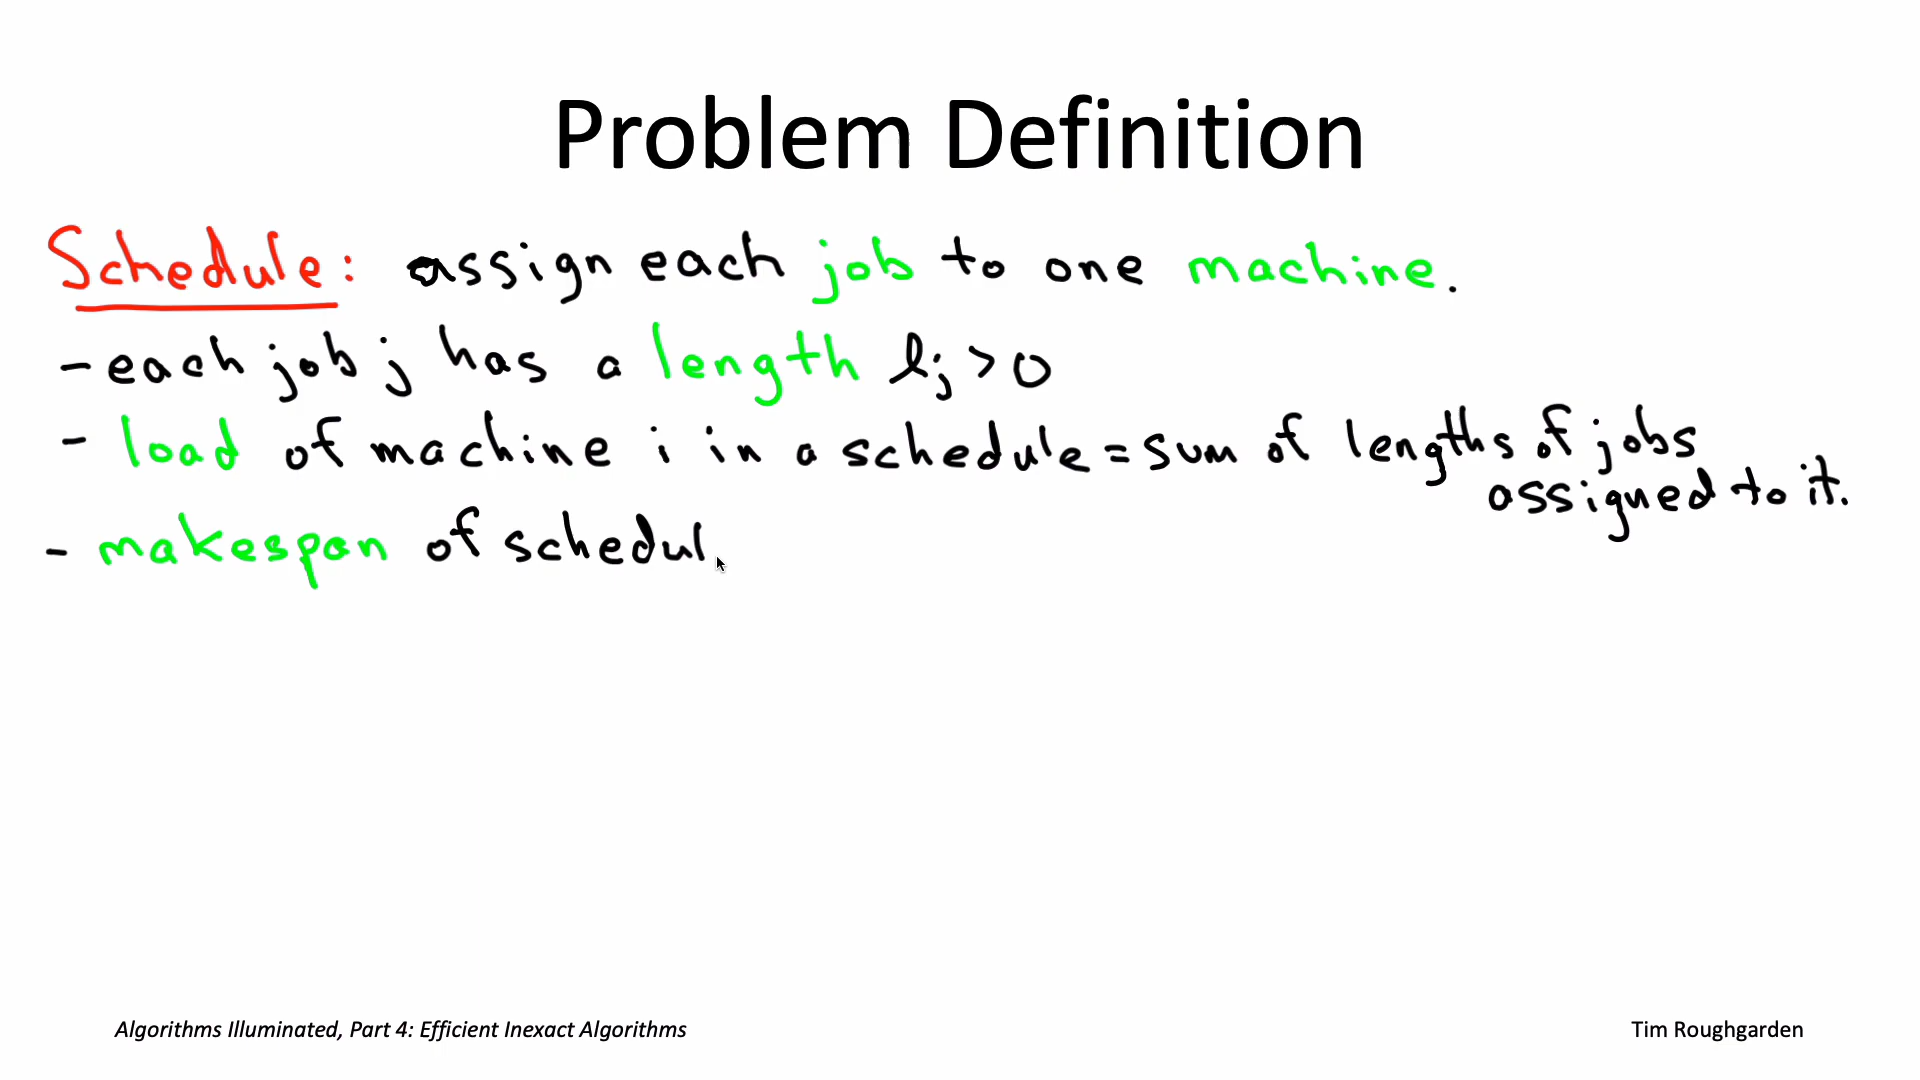 Problem Definition
Schedule: assign each job to one machine.
- each job j has a length ℓj > 0
- load of machine i in a schedule = sum of lengths of jobs
assigned to it.
- makespan of schedul
Algorithms Illuminated, Part 4: Efficient Inexact Algorithms
Tim Roughgarden